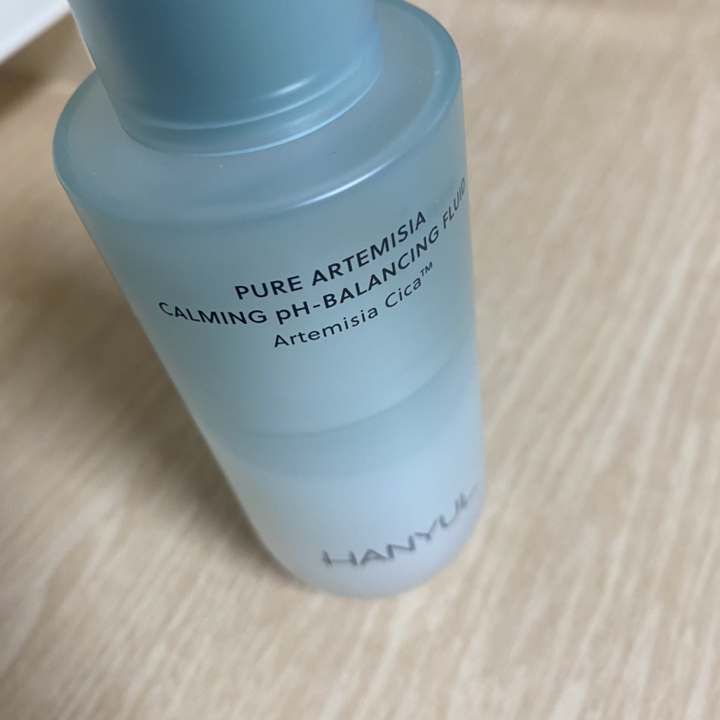 PURE ARTEMISIA
CALMING pH-BALANCING FLUID
Artemisia Cica™
HANYUL